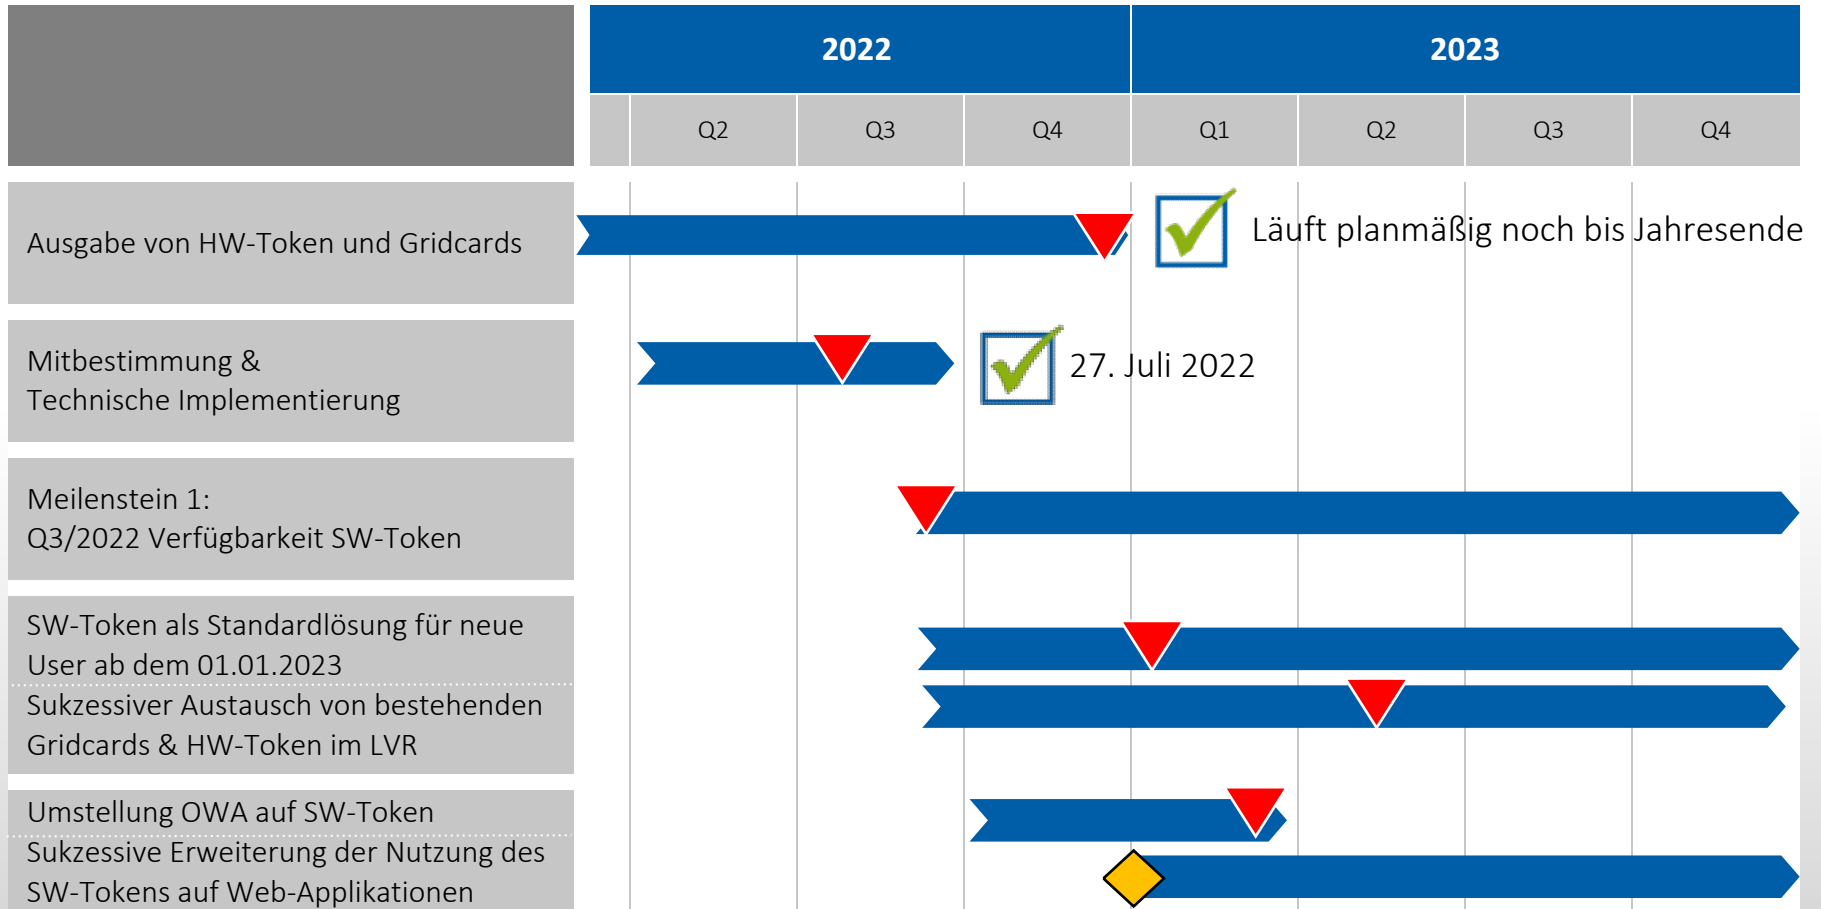 2022
2023
Q2
Q3
Q4
Q1
Q2
Q3
Q4
Ausgabe von HW-Token und Gridcards
Läuft planmäßig noch bis Jahresende
Mitbestimmung &
Technische Implementierung
27. Juli 2022
Meilenstein 1:
Q3/2022 Verfügbarkeit SW-Token
SW-Token als Standardlösung für neue
User ab dem 01.01.2023
Sukzessiver Austausch von bestehenden
Gridcards & HW-Token im LVR
Umstellung OWA auf SW-Token
Sukzessive Erweiterung der Nutzung des
SW-Tokens auf Web-Applikationen